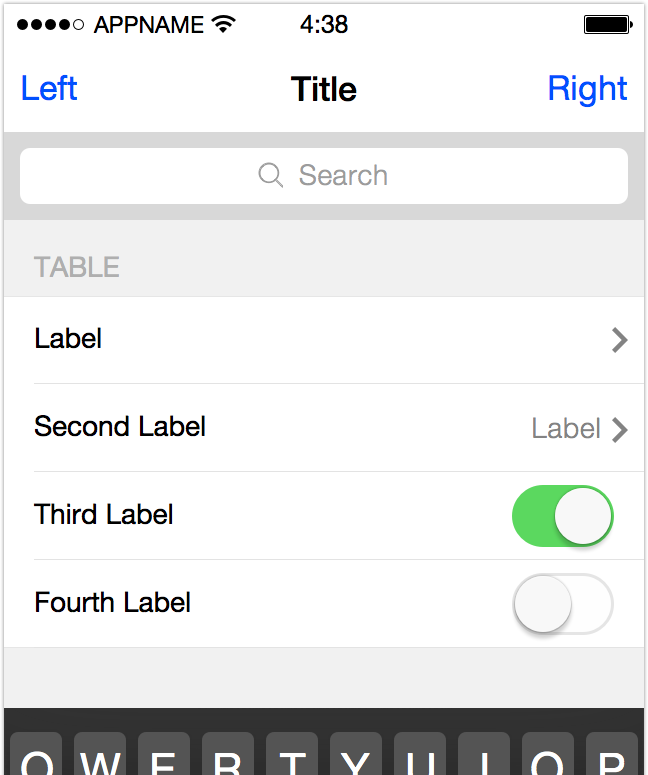 APPNAME 4:38
Left Title Right
Search
TABLE
Label
Second Label Label
Third Label
Fourth Label
Q W E R T Y U I O P